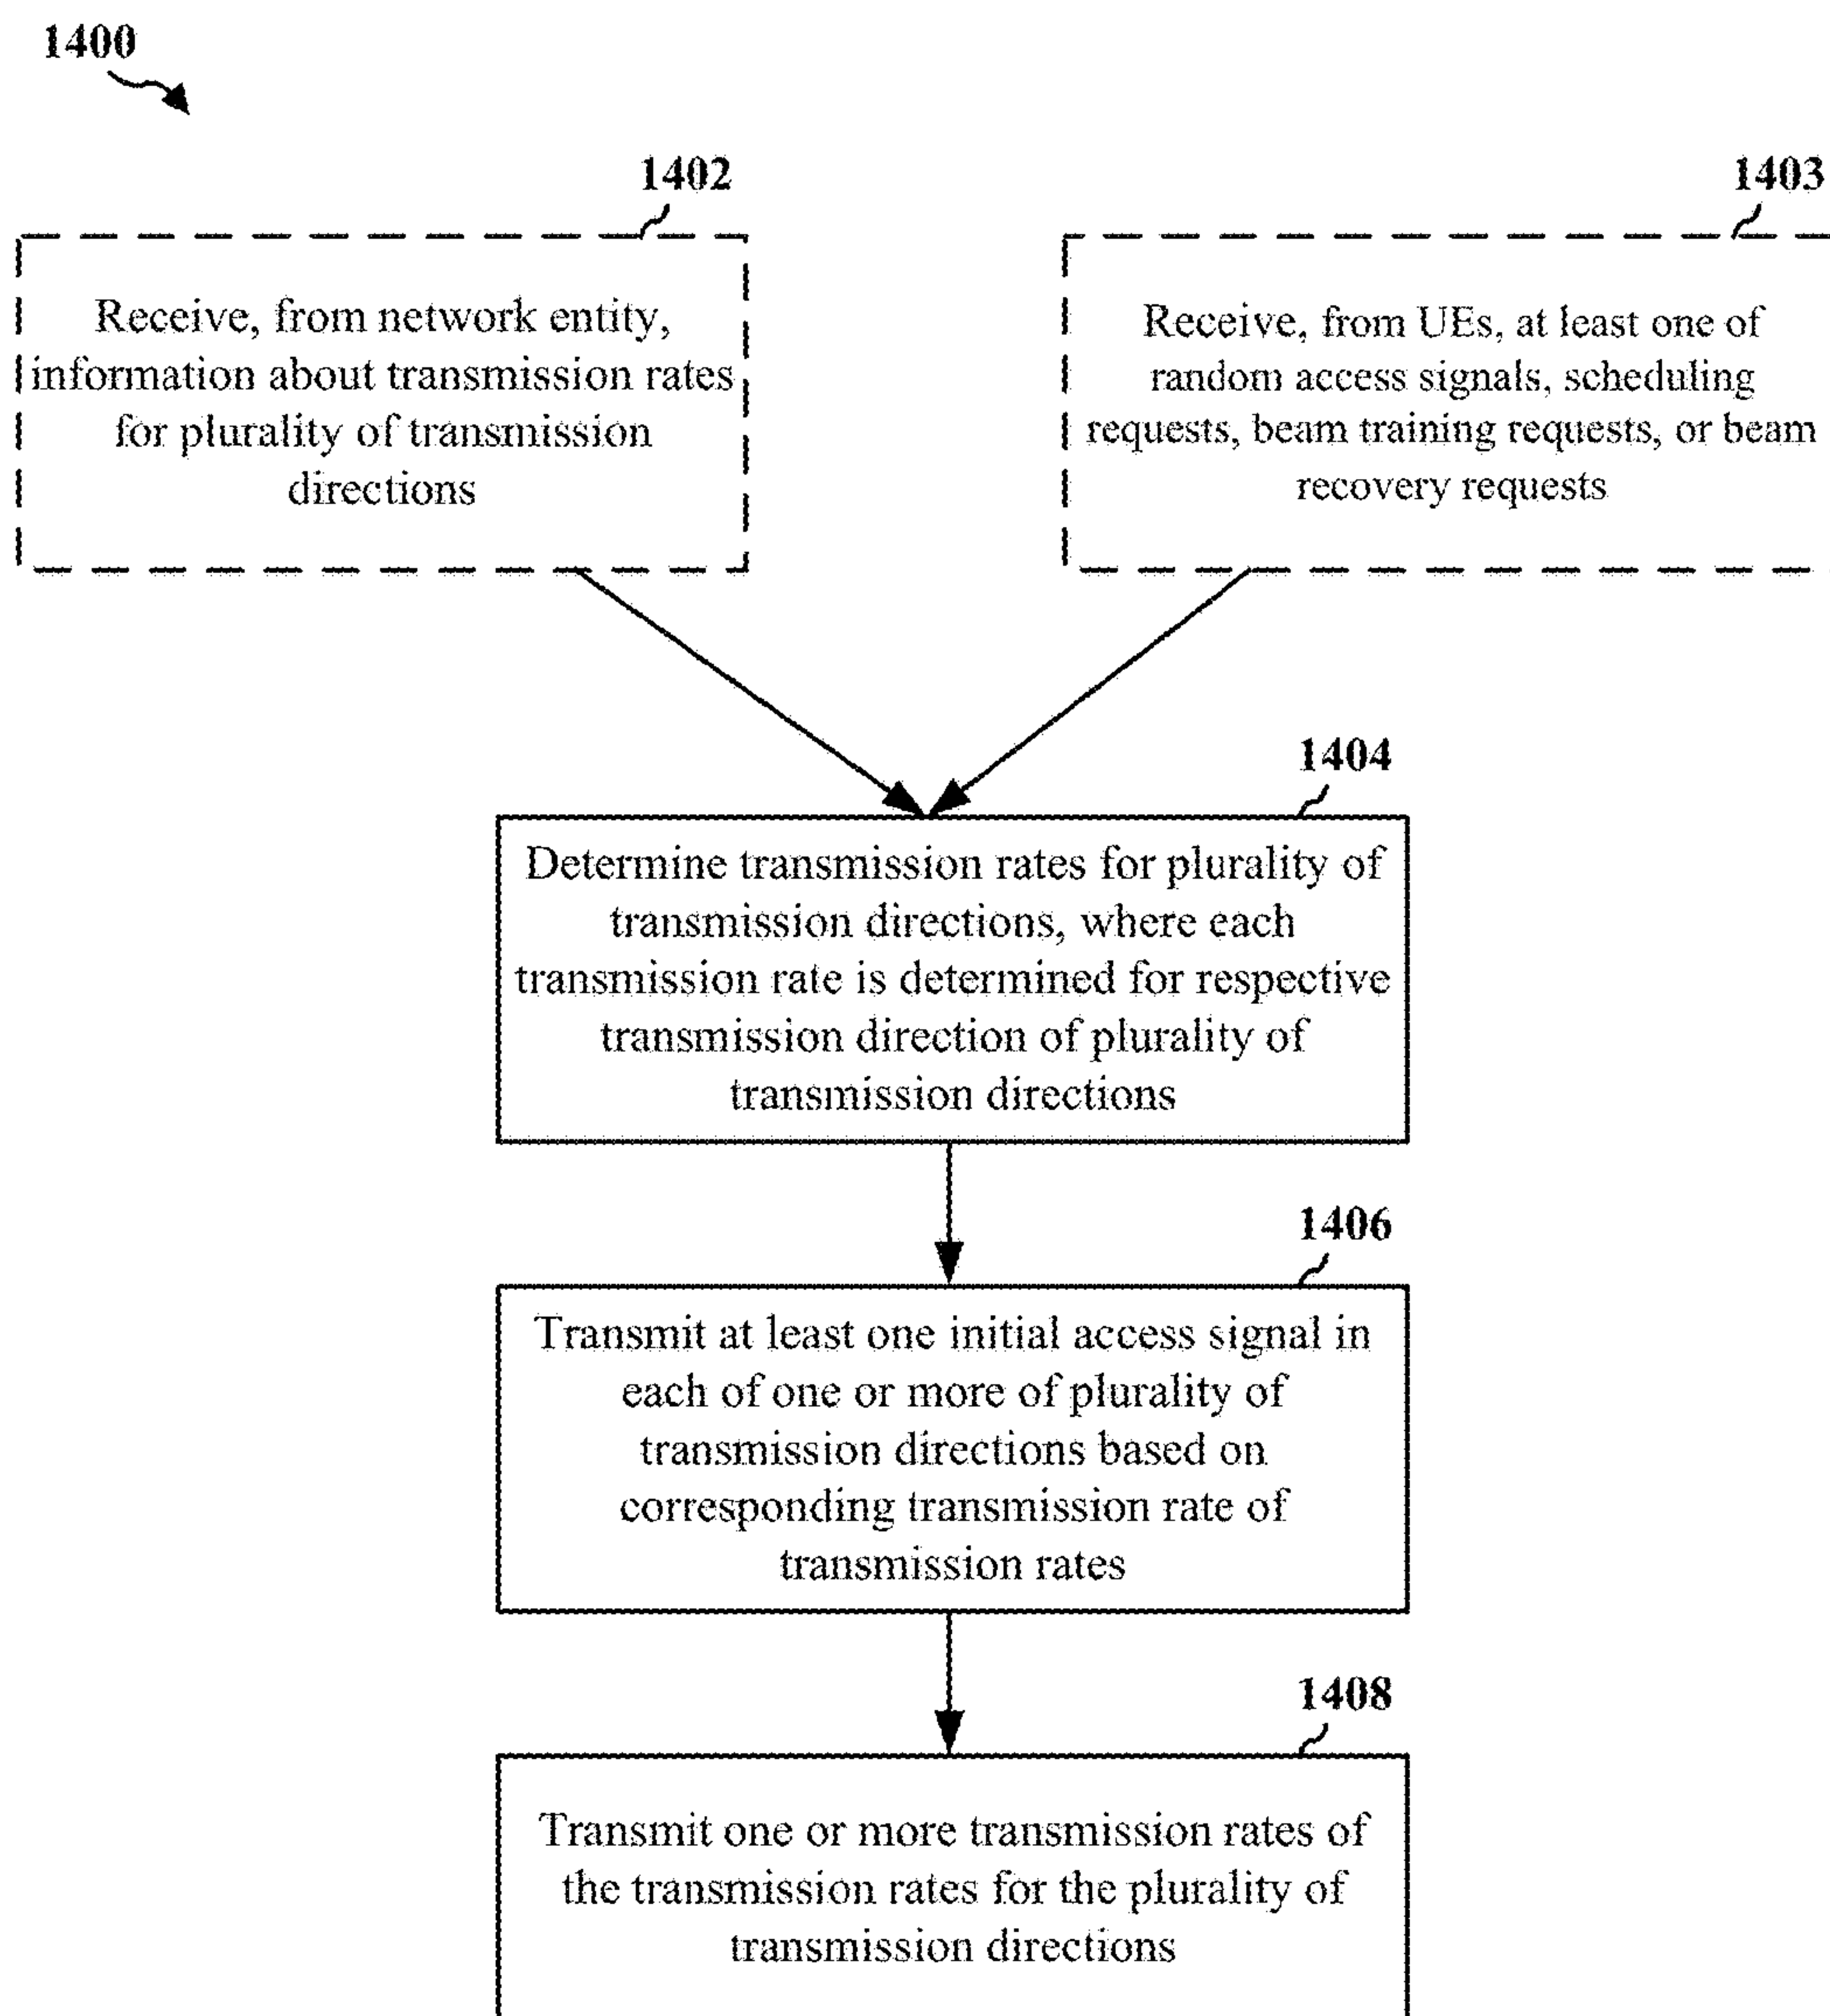 1400
1402
Receive, from network entity,
information about transmission rates
for plurality of transmission
directions
1403
Receive, from UEs, at least one of
random access signals, scheduling
requests, beam training requests, or beam
recovery requests
1404
Determine transmission rates for plurality of
transmission directions, where each
transmission rate is determined for respective
transmission direction of plurality of
transmission directions
1406
Transmit at least one initial access signal in
each of one or more of plurality of
transmission directions based on
corresponding transmission rate of
transmission rates
1408
Transmit one or more transmission rates of
the transmission rates for the plurality of
transmission directions